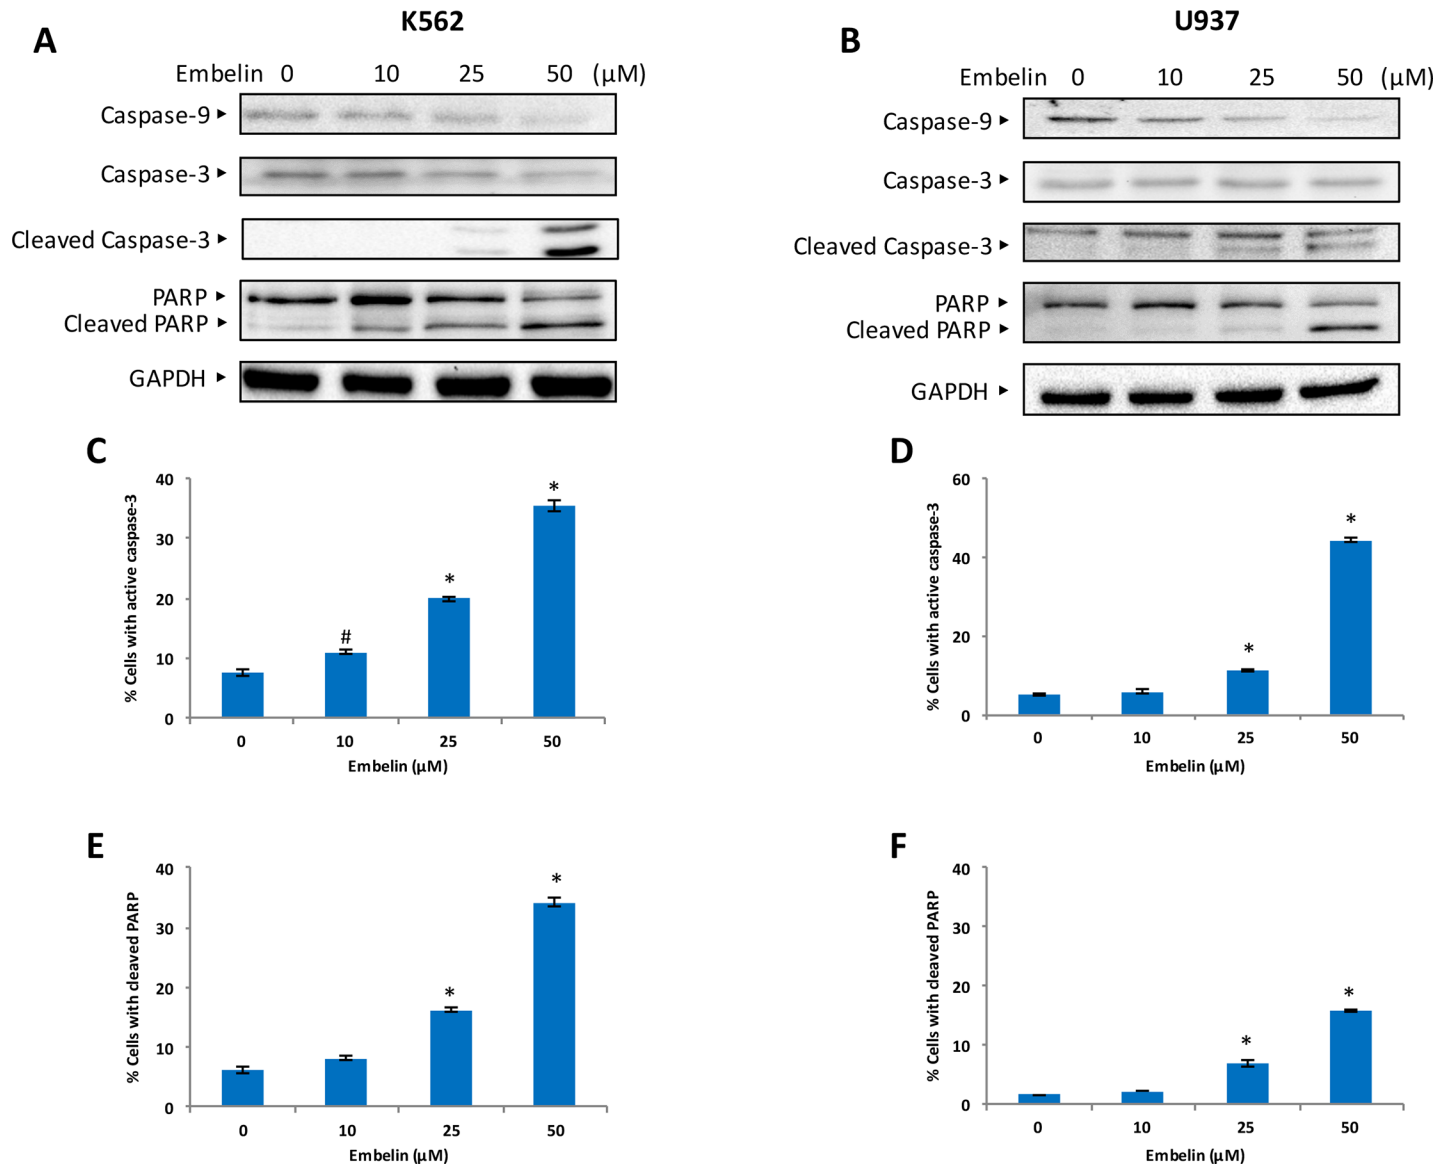 K562
U937
A
B
Embelin 0 10 25 50 (μM)
Embelin 0 10 25 50 (μM)
Caspase-9 ►
Caspase-9 ►
Caspase-3 ►
Caspase-3 ►
Cleaved Caspase-3 ►
Cleaved Caspase-3 ►
PARP ►
PARP ►
Cleaved PARP ►
Cleaved PARP ►
GAPDH ►
GAPDH ►
C
% Cells with active caspase-3
40
30
20
10
0
#
*
*
0 10 25 50
Embelin (μM)
D
% Cells with active caspase-3
60
40
20
0
*
*
0 10 25 50
Embelin (μM)
E
% Cells with deaved PARP
40
30
20
10
0
*
*
0 10 25 50
Embelin (μM)
F
% Cells with deaved PARP
40
30
20
10
0
*
*
0 10 25 50
Embelin (μM)